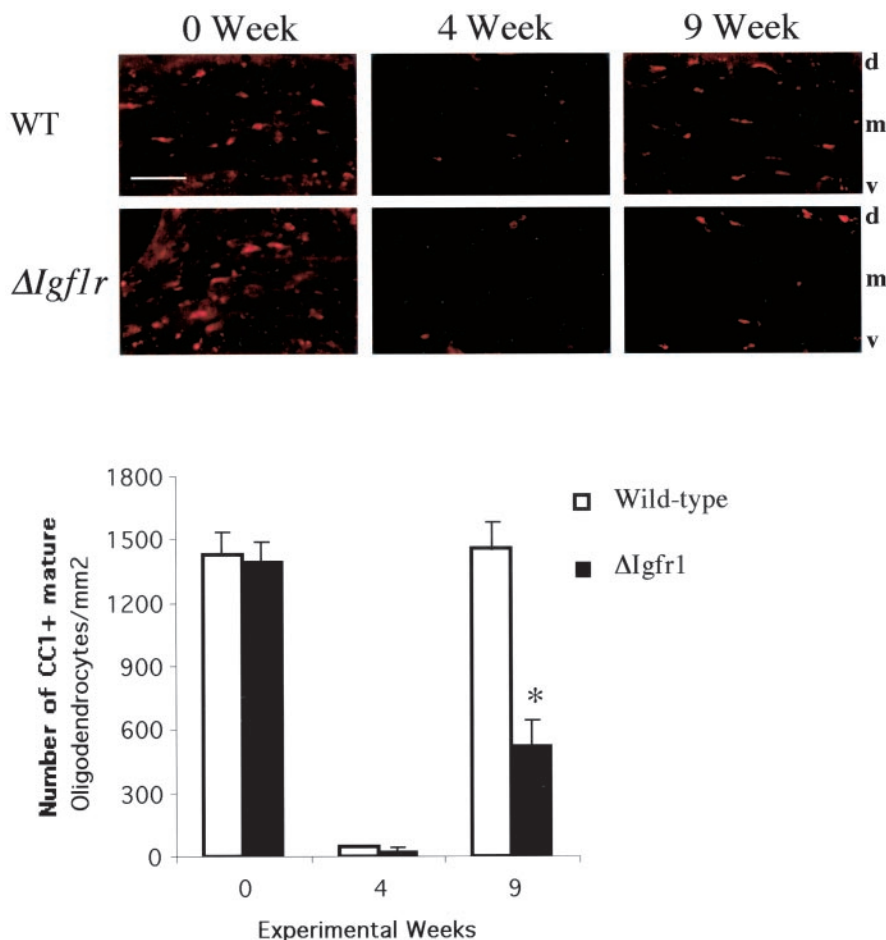 0 Week 4 Week 9 Week
WT
d
m
v
ΔIgf1r
d
m
v
1800
1500
1200
900
600
300
0
Number of CC1+ mature
Oligodendrocytes/mm2
*
Wild-type
ΔIgfr1
0 4 9
Experimental Weeks